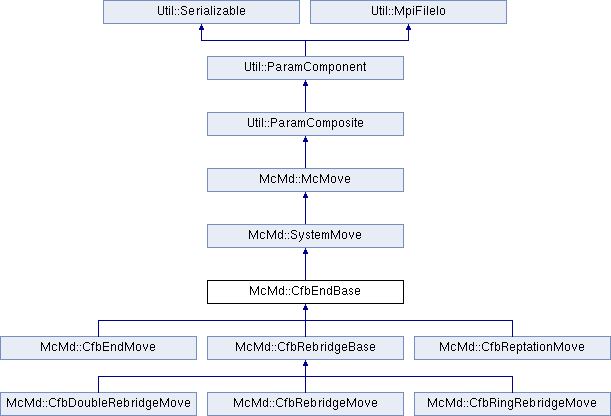 Util::Serializable
Util::MpiFileIo
Util::ParamComponent
Util::ParamComposite
McMd::McMove
McMd::SystemMove
McMd::CfbEndBase
McMd::CfbEndMove
McMd::CfbRebridgeBase
McMd::CfbReptationMove
McMd::CfbDoubleRebridgeMove
McMd::CfbRebridgeMove
McMd::CfbRingRebridgeMove